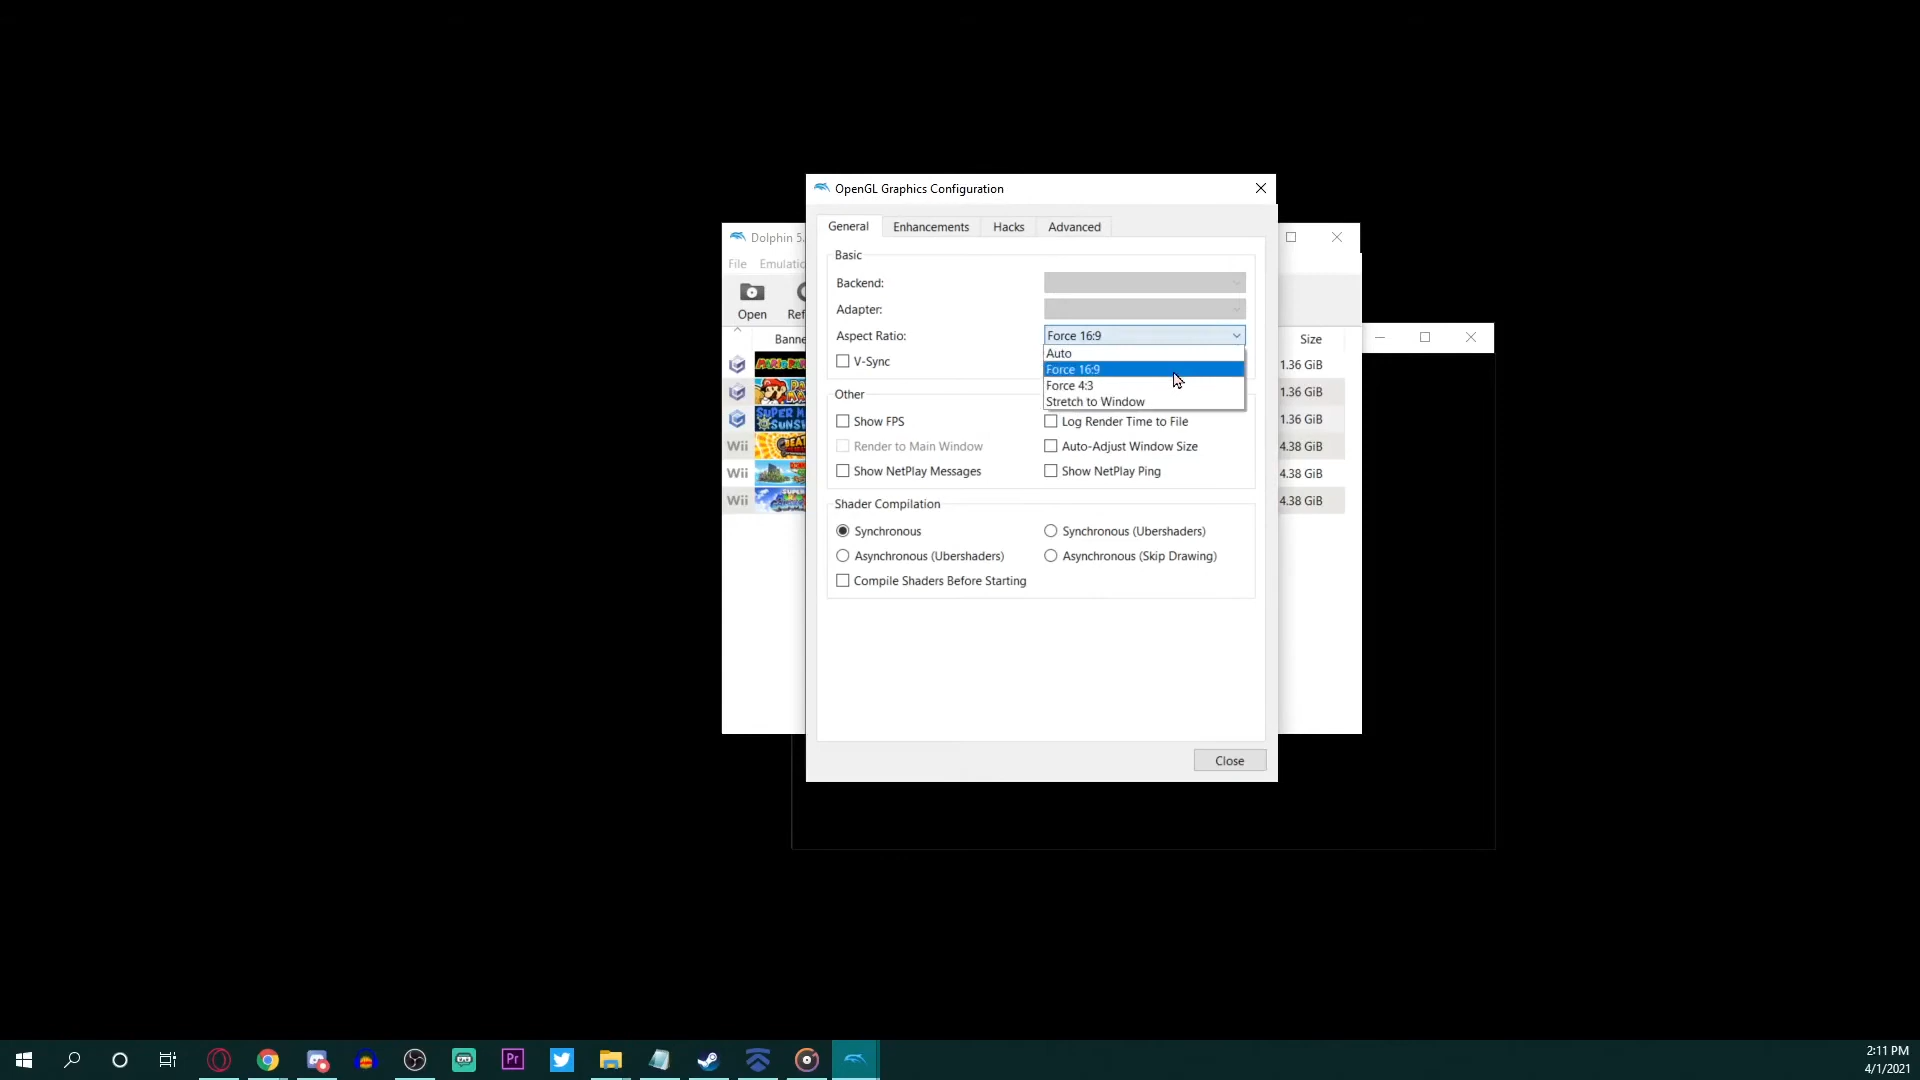 OpenGL Graphics Configuration
General Enhancements Hacks Advanced
Dolphin 5.
File Emulatio
Open Ref
Banne
Size
Basic
Backend:
Adapter:
Aspect Ratio: Force 16:9
Auto
Force 16:9
Force 4:3
Stretch to Window
V-Sync
Other
Show FPS Log Render Time to File
Render to Main Window Auto-Adjust Window Size
Show NetPlay Messages Show NetPlay Ping
Shader Compilation
Synchronous Synchronous (Ubershaders)
Asynchronous (Ubershaders) Asynchronous (Skip Drawing)
Compile Shaders Before Starting
Close
1.36 GiB
1.36 GiB
SUPER M
SUNSH
1.36 GiB
Wii
4.38 GiB
Wii
4.38 GiB
Wii
4.38 GiB
Pr
2:11 PM
4/1/2021